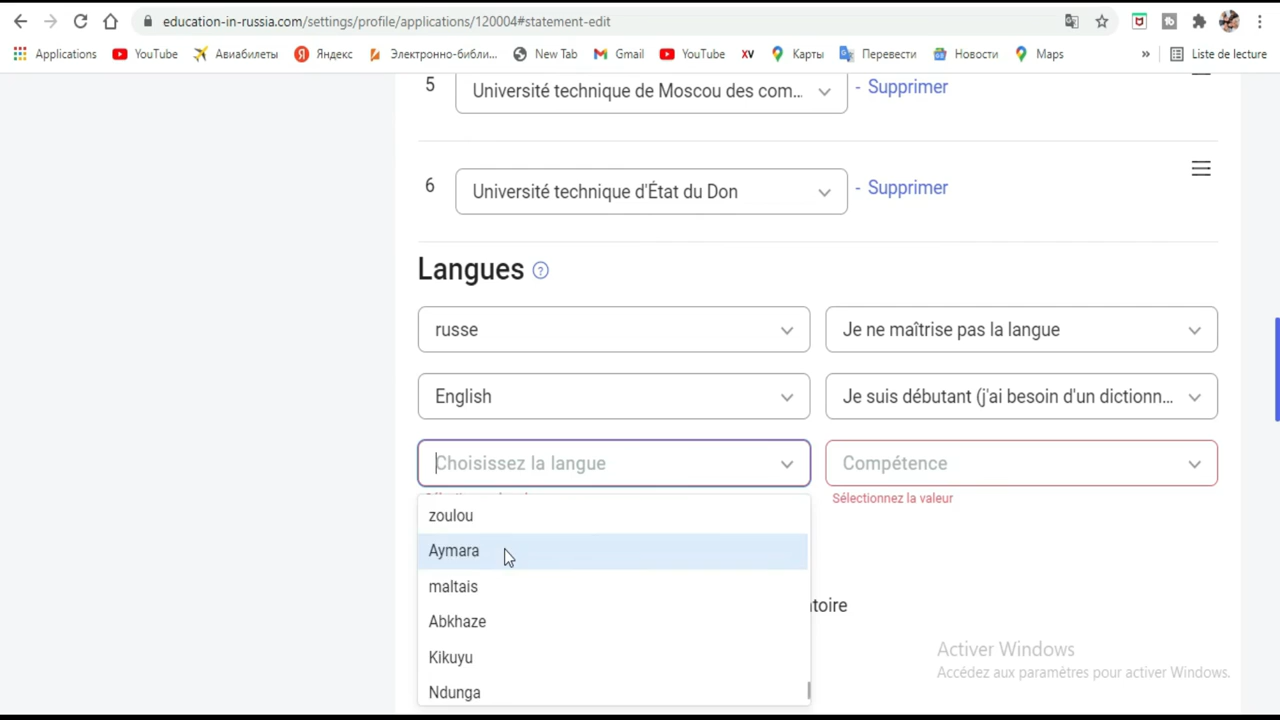 education-in-russia.com/settings/profile/applications/120004#statement-edit
Applications YouTube Авиабилеты Яндекс Электронно-библи... New Tab Gmail YouTube XV Карты Перевести Новости Maps » Liste de lecture
5 Université technique de Moscou des com... - Supprimer
6 Université technique d'État du Don - Supprimer
Langues ?
russe Je ne maîtrise pas la langue
English Je suis débutant (j'ai besoin d'un dictionn...
Choisissez la langue Compétence
Sélectionnez la valeur
zoulou
Aymara
maltais
Abkhaze
Kikuyu
Ndunga
toire
Activer Windows
Accédez aux paramètres pour activer Windows.